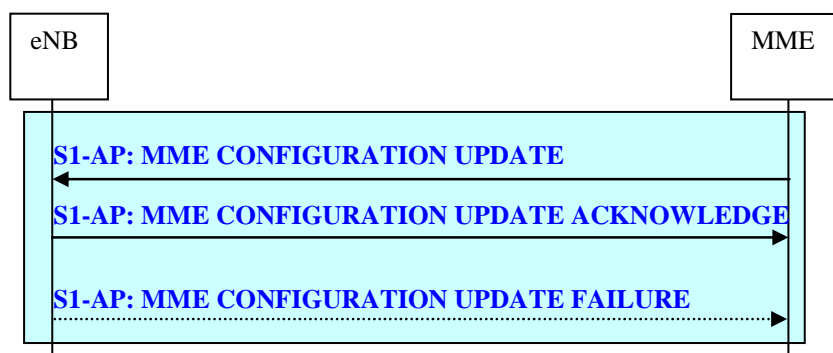 eNB
MME
S1-AP: MME CONFIGURATION UPDATE
S1-AP: MME CONFIGURATION UPDATE ACKNOWLEDGE
S1-AP: MME CONFIGURATION UPDATE FAILURE